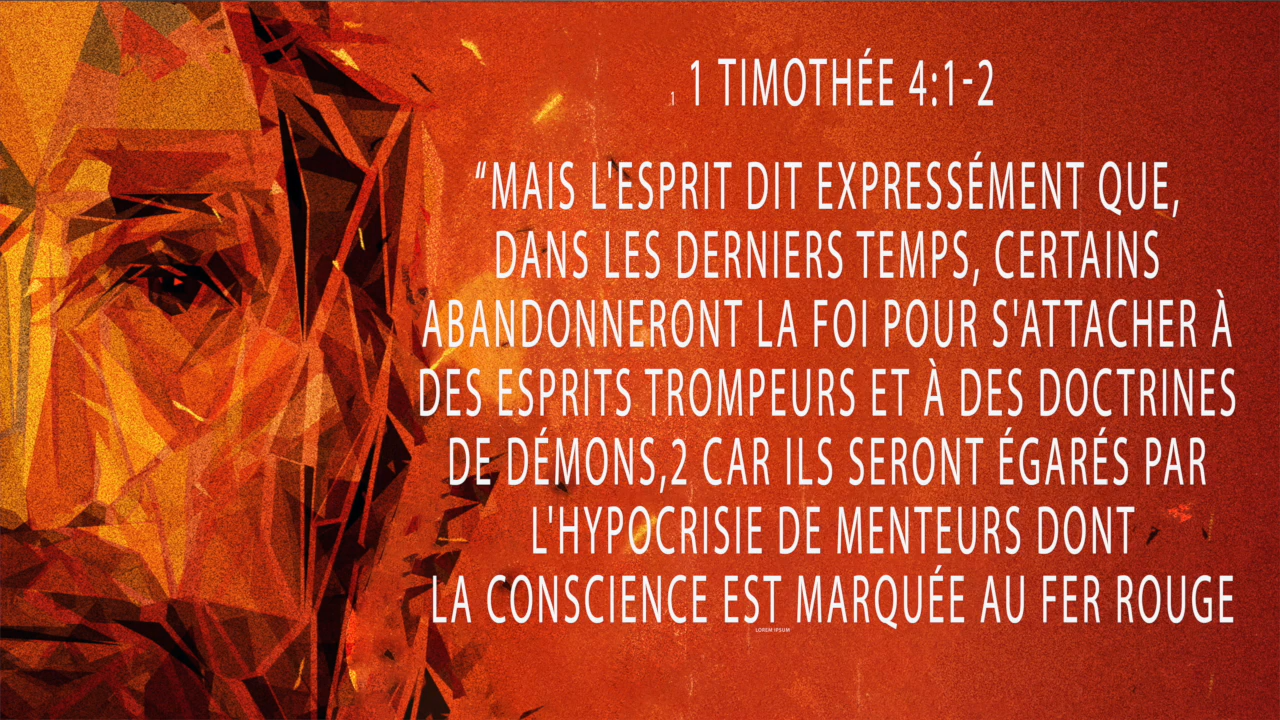 1 1 TIMOTHÉE 4:1-2
“MAIS L'ESPRIT DIT EXPRESSÉMENT QUE,
DANS LES DERNIERS TEMPS, CERTAINS
ABANDONNERONT LA FOI POUR S'ATTACHER À
DES ESPRITS TROMPEURS ET À DES DOCTRINES
DE DÉMONS,2 CAR ILS SERONT ÉGARÉS PAR
L'HYPOCRISIE DE MENTEURS DONT
LA CONSCIENCE EST MARQUÉE AU FER ROUGE
LOREM IPSUM